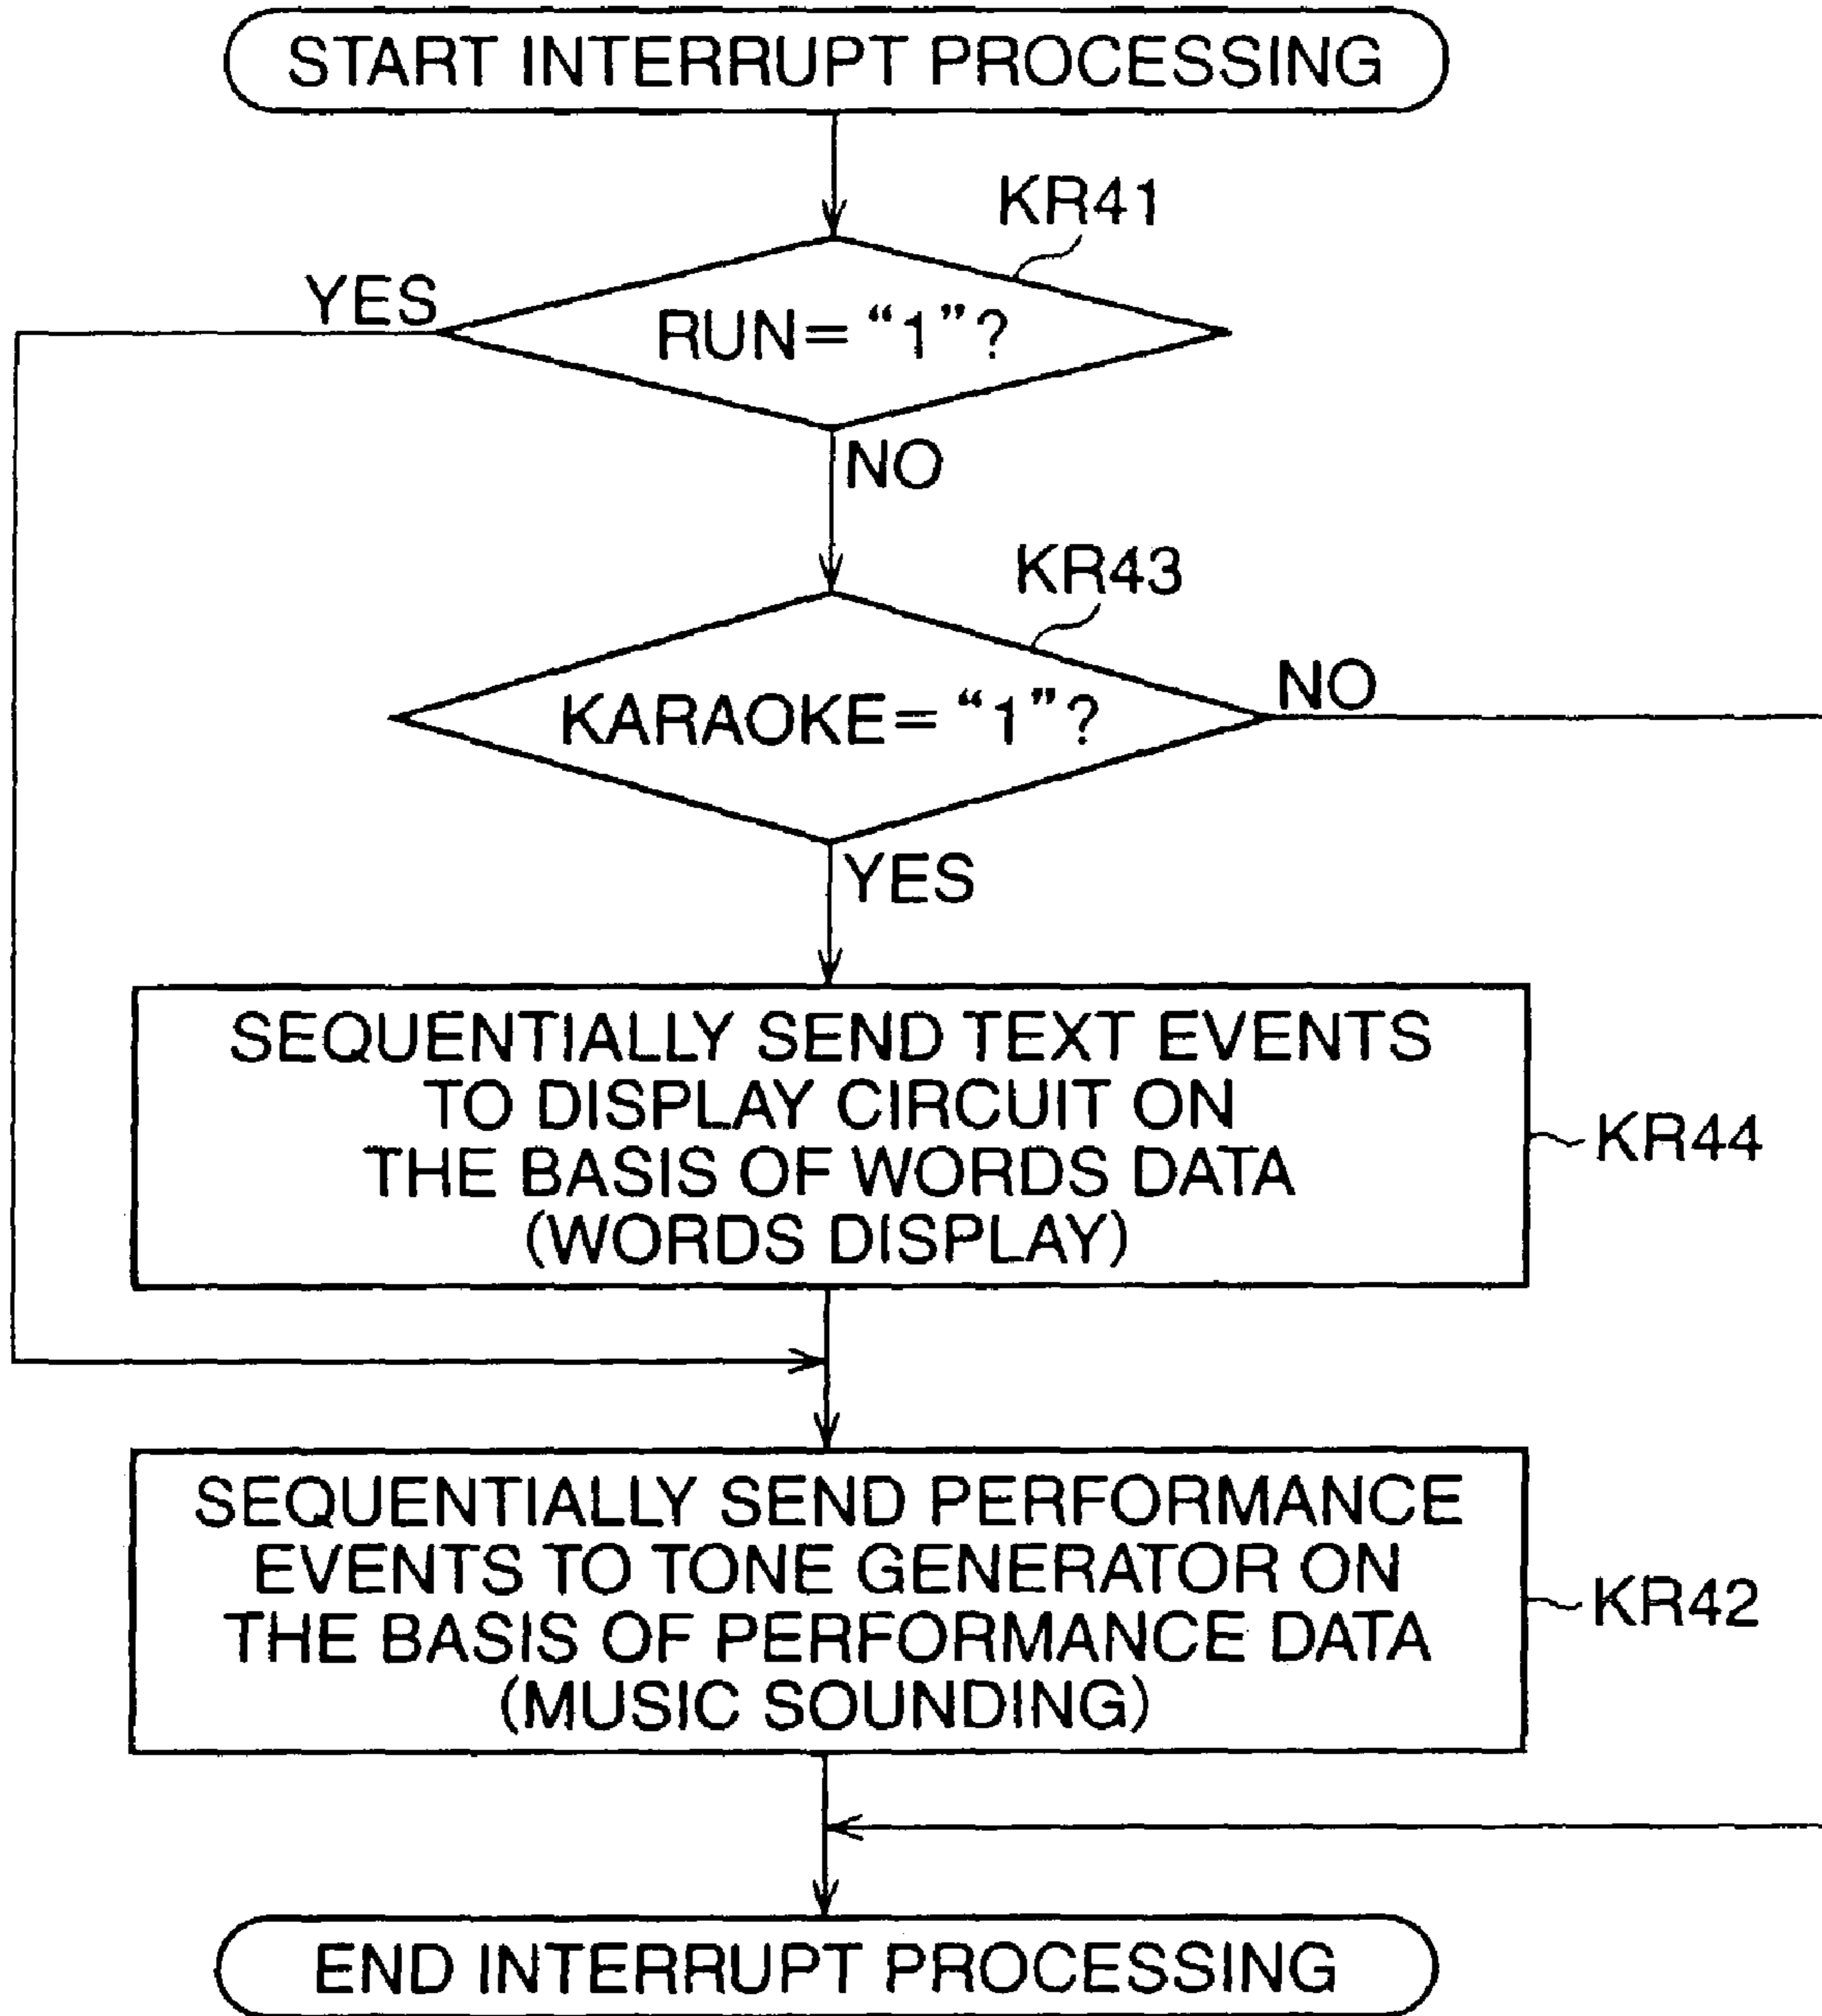 START INTERRUPT PROCESSING
KR41
YES
RUN= “1”?
NO
KR43
NO
KARAOKE= “1”?
YES
SEQUENTIALLY SEND TEXT EVENTS
TO DISPLAY CIRCUIT ON
THE BASIS OF WORDS DATA
(WORDS DISPLAY)
KR44
SEQUENTIALLY SEND PERFORMANCE
EVENTS TO TONE GENERATOR ON
THE BASIS OF PERFORMANCE DATA
(MUSIC SOUNDING)
KR42
END INTERRUPT PROCESSING